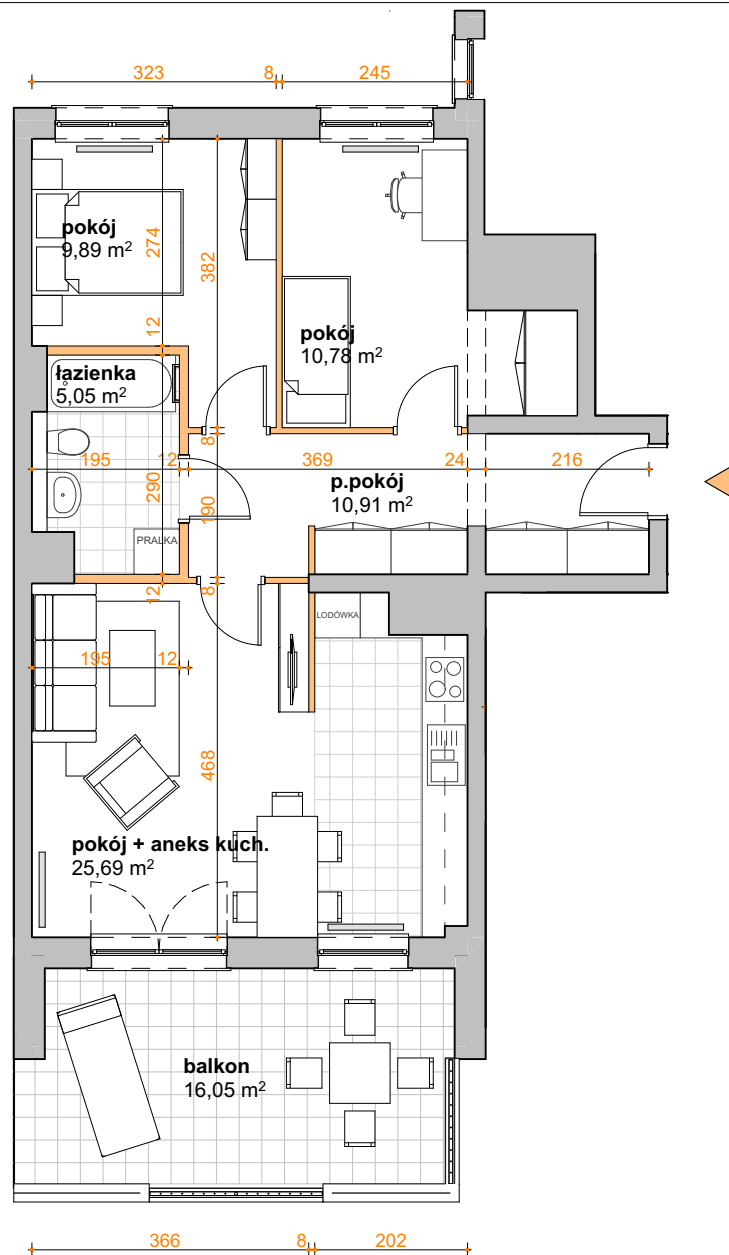 323 8 245
pokój
9,89 m²
274
382
12
pokój
10,78 m²
łazienka
5,05 m²
8
195 12 369 24 216
290
190
p.pokój
10,91 m²
PRALKA
12
8
LODÓWKA
195 12
468
pokój + aneks kuch.
25,69 m²
balkon
16,05 m²
366 8 202